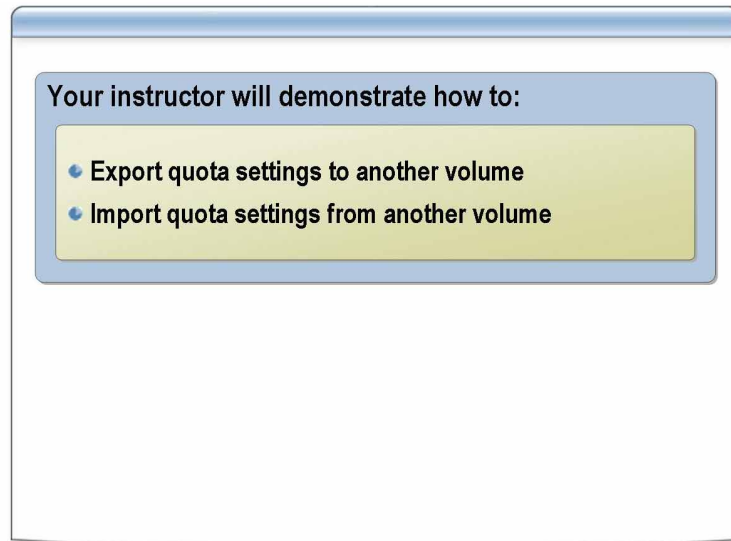 Your instructor will demonstrate how to:
Export quota settings to another volume
Import quota settings from another volume